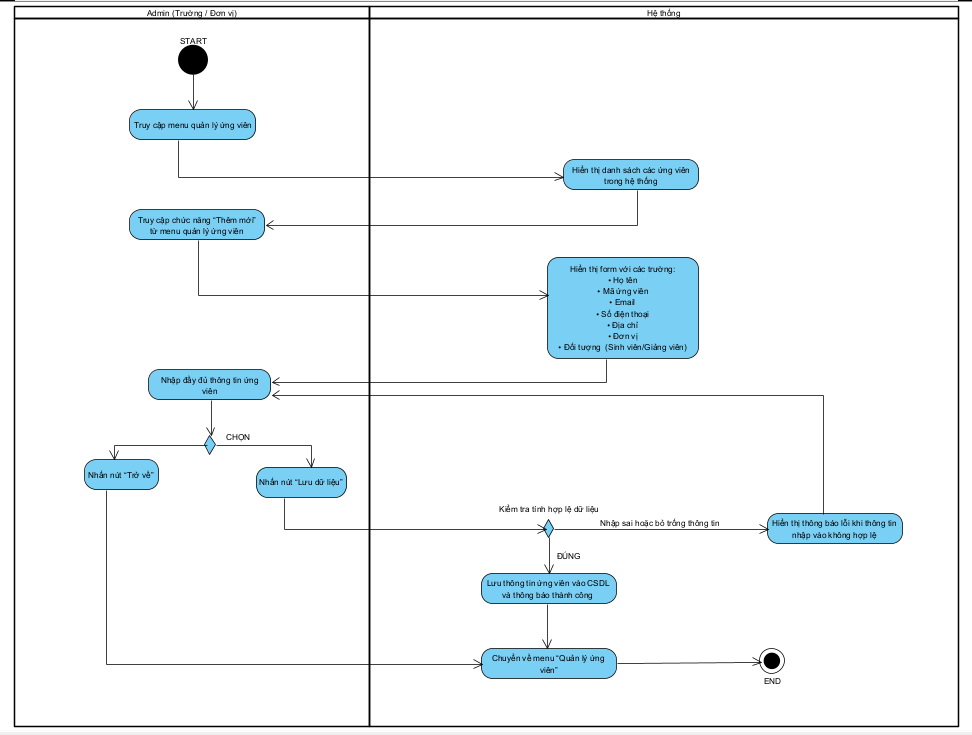 Admin (Trường / Đơn vị)
Hệ thống
START
Truy cập menu quản lý ứng viên
Hiển thị danh sách các ứng viên
trong hệ thống
Truy cập chức năng "Thêm mới"
từ menu quản lý ứng viên
Hiển thị form với các trường:
• Họ tên
• Mã ứng viên
• Email
• Số điện thoại
• Địa chỉ
• Đơn vị
• Đối tượng (Sinh viên/Giảng viên)
Nhập đầy đủ thông tin ứng
viên
CHỌN
Nhấn nút "Trở về"
Nhấn nút "Lưu dữ liệu"
Kiểm tra tính hợp lệ dữ liệu
Nhập sai hoặc bỏ trống thông tin
Hiển thị thông báo lỗi khi thông tin
nhập vào không hợp lệ
ĐÚNG
Lưu thông tin ứng viên vào CSDL
và thông báo thành công
Chuyển về menu "Quản lý ứng
viên"
END